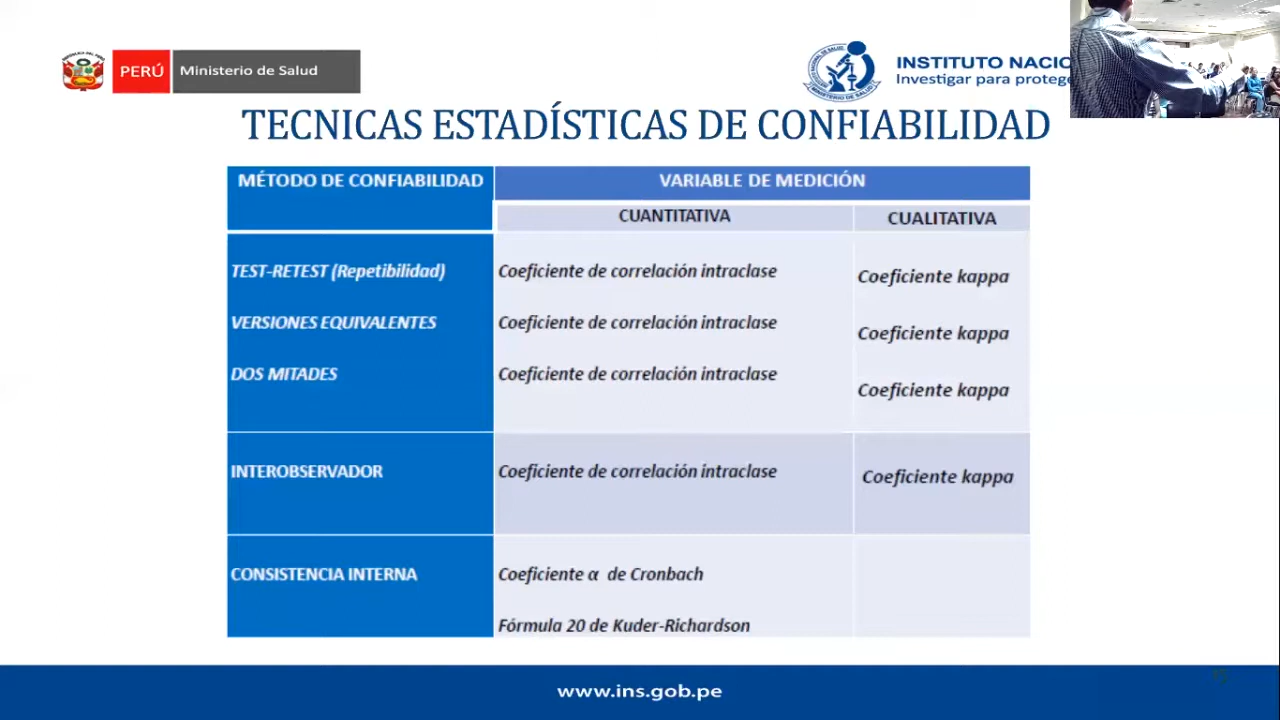 PERÚ
Ministerio de Salud
INSTITUTO NACIO
Investigar para protege
TECNICAS ESTADÍSTICAS DE CONFIABILIDAD
MÉTODO DE CONFIABILIDAD
VARIABLE DE MEDICIÓN
CUANTITATIVA
CUALITATIVA
TEST-RETEST (Repetibilidad)
Coeficiente de correlación intraclase
Coeficiente kappa
VERSIONES EQUIVALENTES
Coeficiente de correlación intraclase
Coeficiente kappa
DOS MITADES
Coeficiente de correlación intraclase
Coeficiente kappa
INTEROBSERVADOR
Coeficiente de correlación intraclase
Coeficiente kappa
CONSISTENCIA INTERNA
Coeficiente α de Cronbach
Fórmula 20 de Kuder-Richardson
www.ins.gob.pe